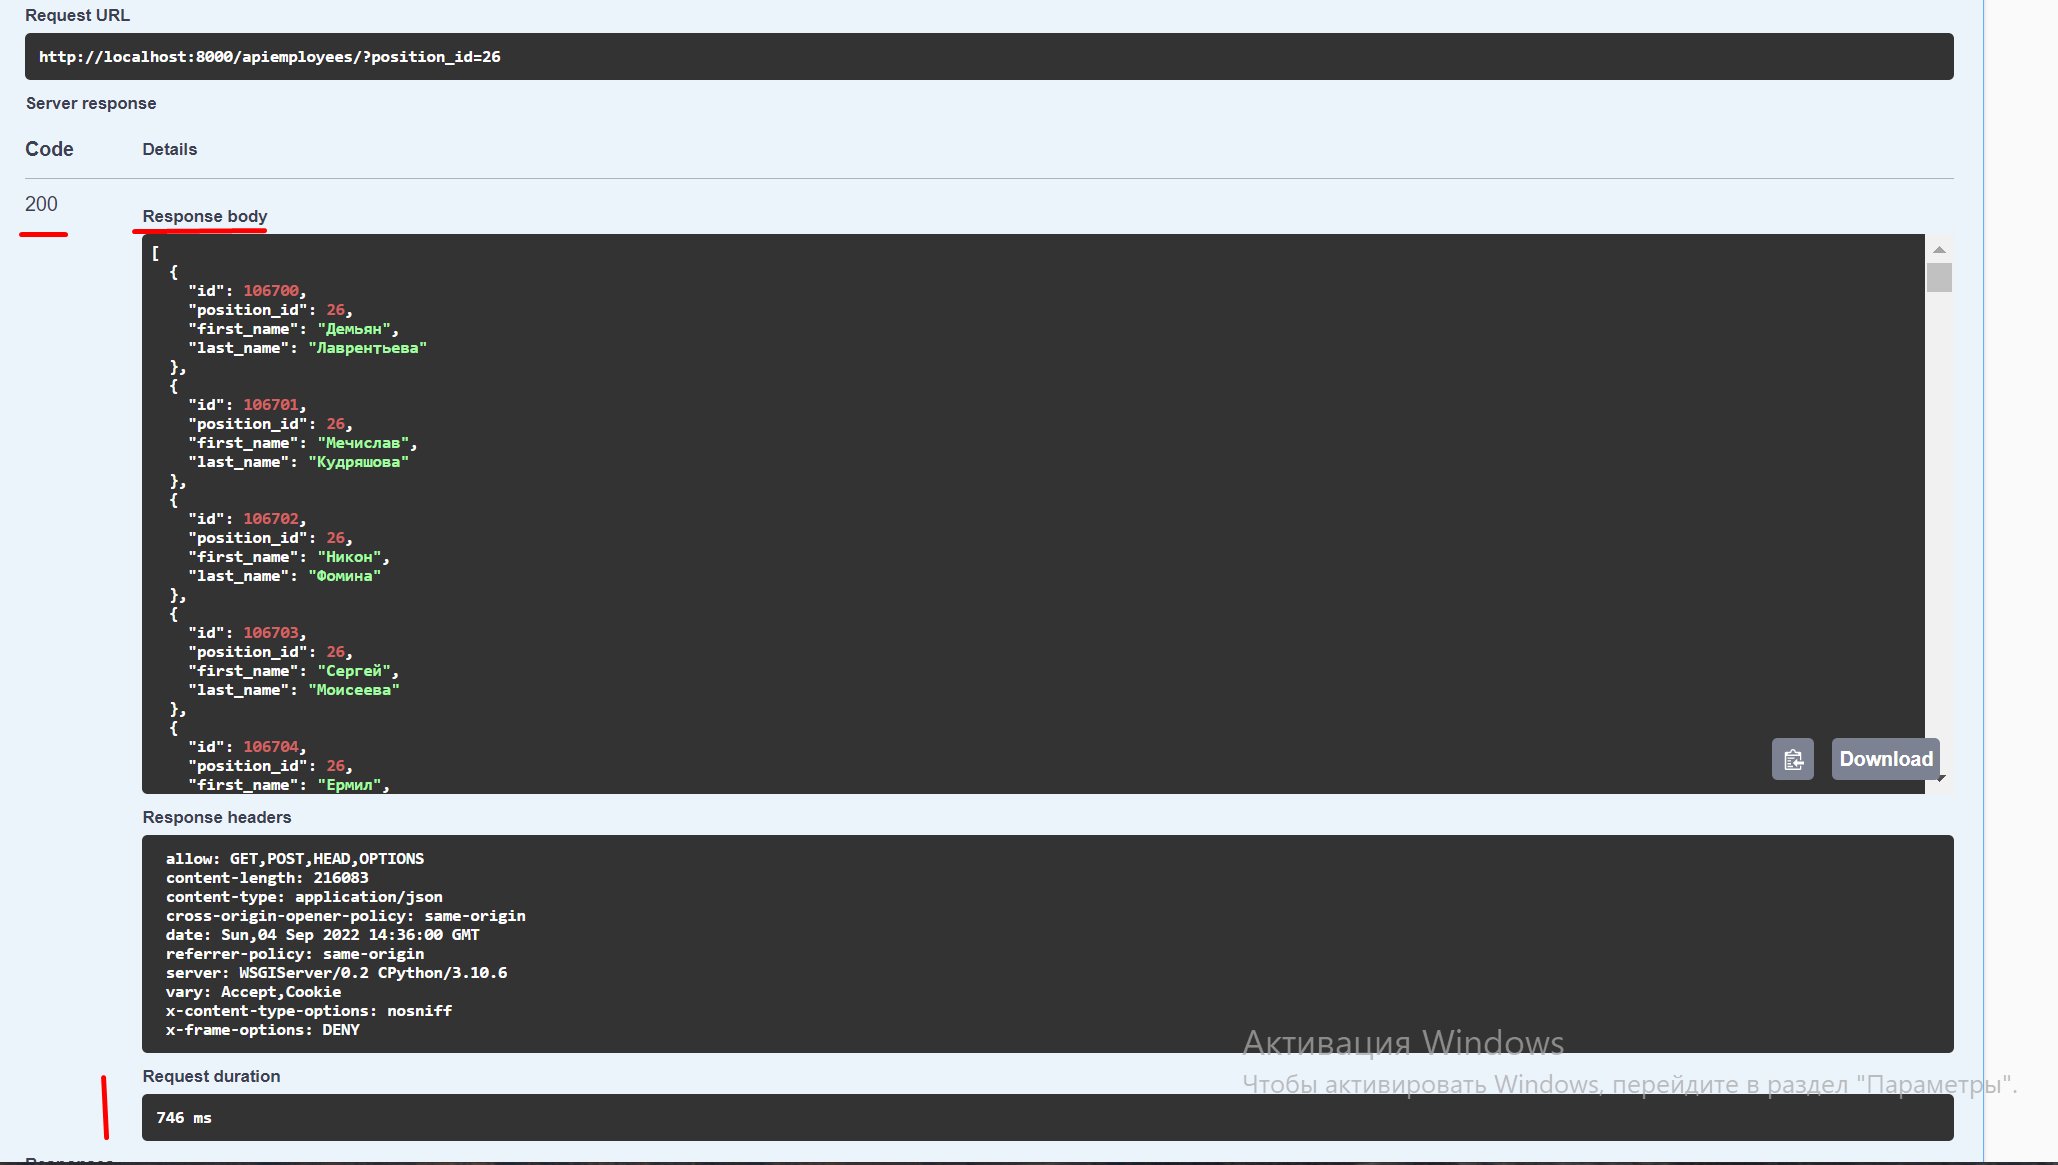 Request URL
http://localhost:8000/apiemployees/?position_id=26
Server response
Code Details
200
Response body
[
{
"id": 106700,
"position_id": 26,
"first_name": "Демьян",
"last_name": "Лаврентьева"
},
{
"id": 106701,
"position_id": 26,
"first_name": "Мечислав",
"last_name": "Кудряшова"
},
{
"id": 106702,
"position_id": 26,
"first_name": "Никон",
"last_name": "Фомина"
},
{
"id": 106703,
"position_id": 26,
"first_name": "Сергей",
"last_name": "Моисеева"
},
{
"id": 106704,
"position_id": 26,
"first_name": "Ермил",
Download
Response headers
allow: GET,POST,HEAD,OPTIONS
content-length: 216083
content-type: application/json
cross-origin-opener-policy: same-origin
date: Sun,04 Sep 2022 14:36:00 GMT
referrer-policy: same-origin
server: WSGIServer/0.2 CPython/3.10.6
vary: Accept,Cookie
x-content-type-options: nosniff
x-frame-options: DENY
Активация Windows
Чтобы активировать Windows, перейдите в раздел "Параметры".
Request duration
746 ms
Responses